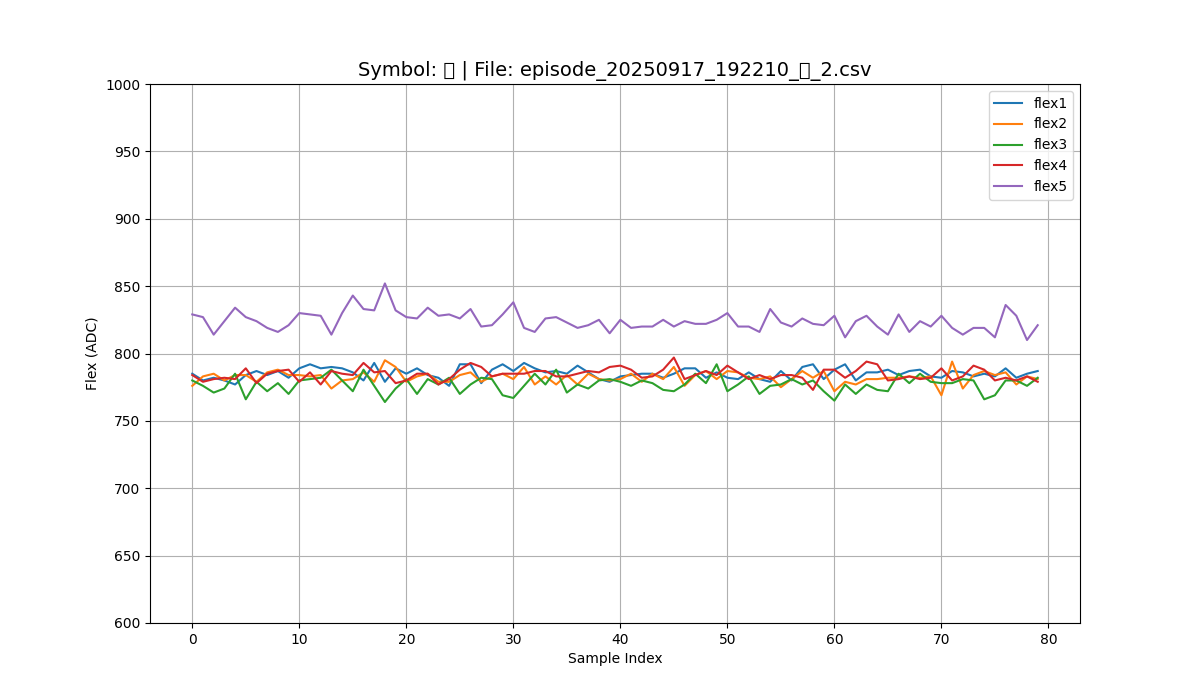 Symbol: | File: episode_20250917_192210_ _2.csv
flex1
flex2
flex3
flex4
flex5
Flex (ADC)
1000
950
900
850
800
750
700
650
600
0 10 20 30 40 50 60 70 80
Sample Index